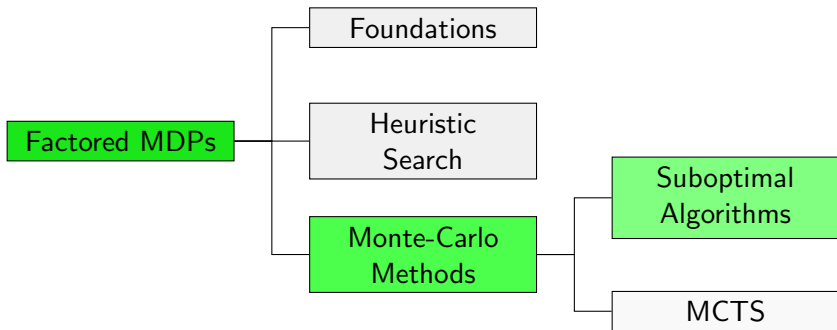 Foundations
Factored MDPs
Heuristic
Search
Suboptimal
Algorithms
Monte-Carlo
Methods
MCTS